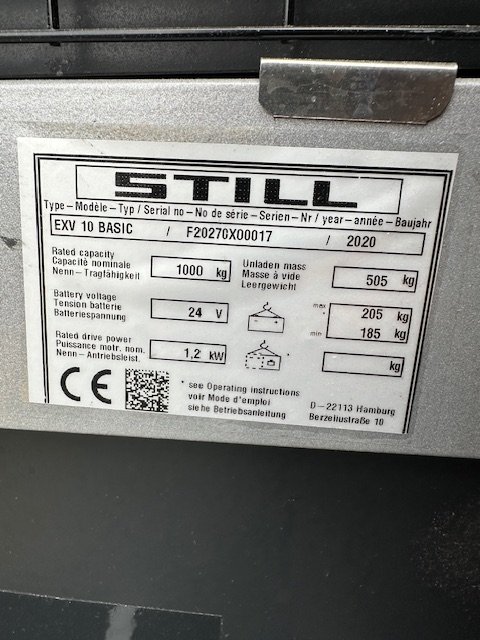 STILL
Type – Modèle – Typ / Serial no – No de série – Serien – Nr / year – année – Baujahr
EXV 10 BASIC / F20270X00017 / 2020
Rated capacity
Capacité nominale
Nenn – Tragfähigkeit
1000 kg
Unladen mass
Masse à vide
Leergewicht
505 kg
Battery voltage
Tension batterie
Batteriespannung
24 V
max 205 kg
min 185 kg
Rated drive power
Puissance motr. nom.
Nenn – Antriebsleist.
1,2 kW
kg
CE
* see Operating instructions
voir Mode d'emploi
siehe Betriebsanleitung
D – 22113 Hamburg
Berzeliustraße 10